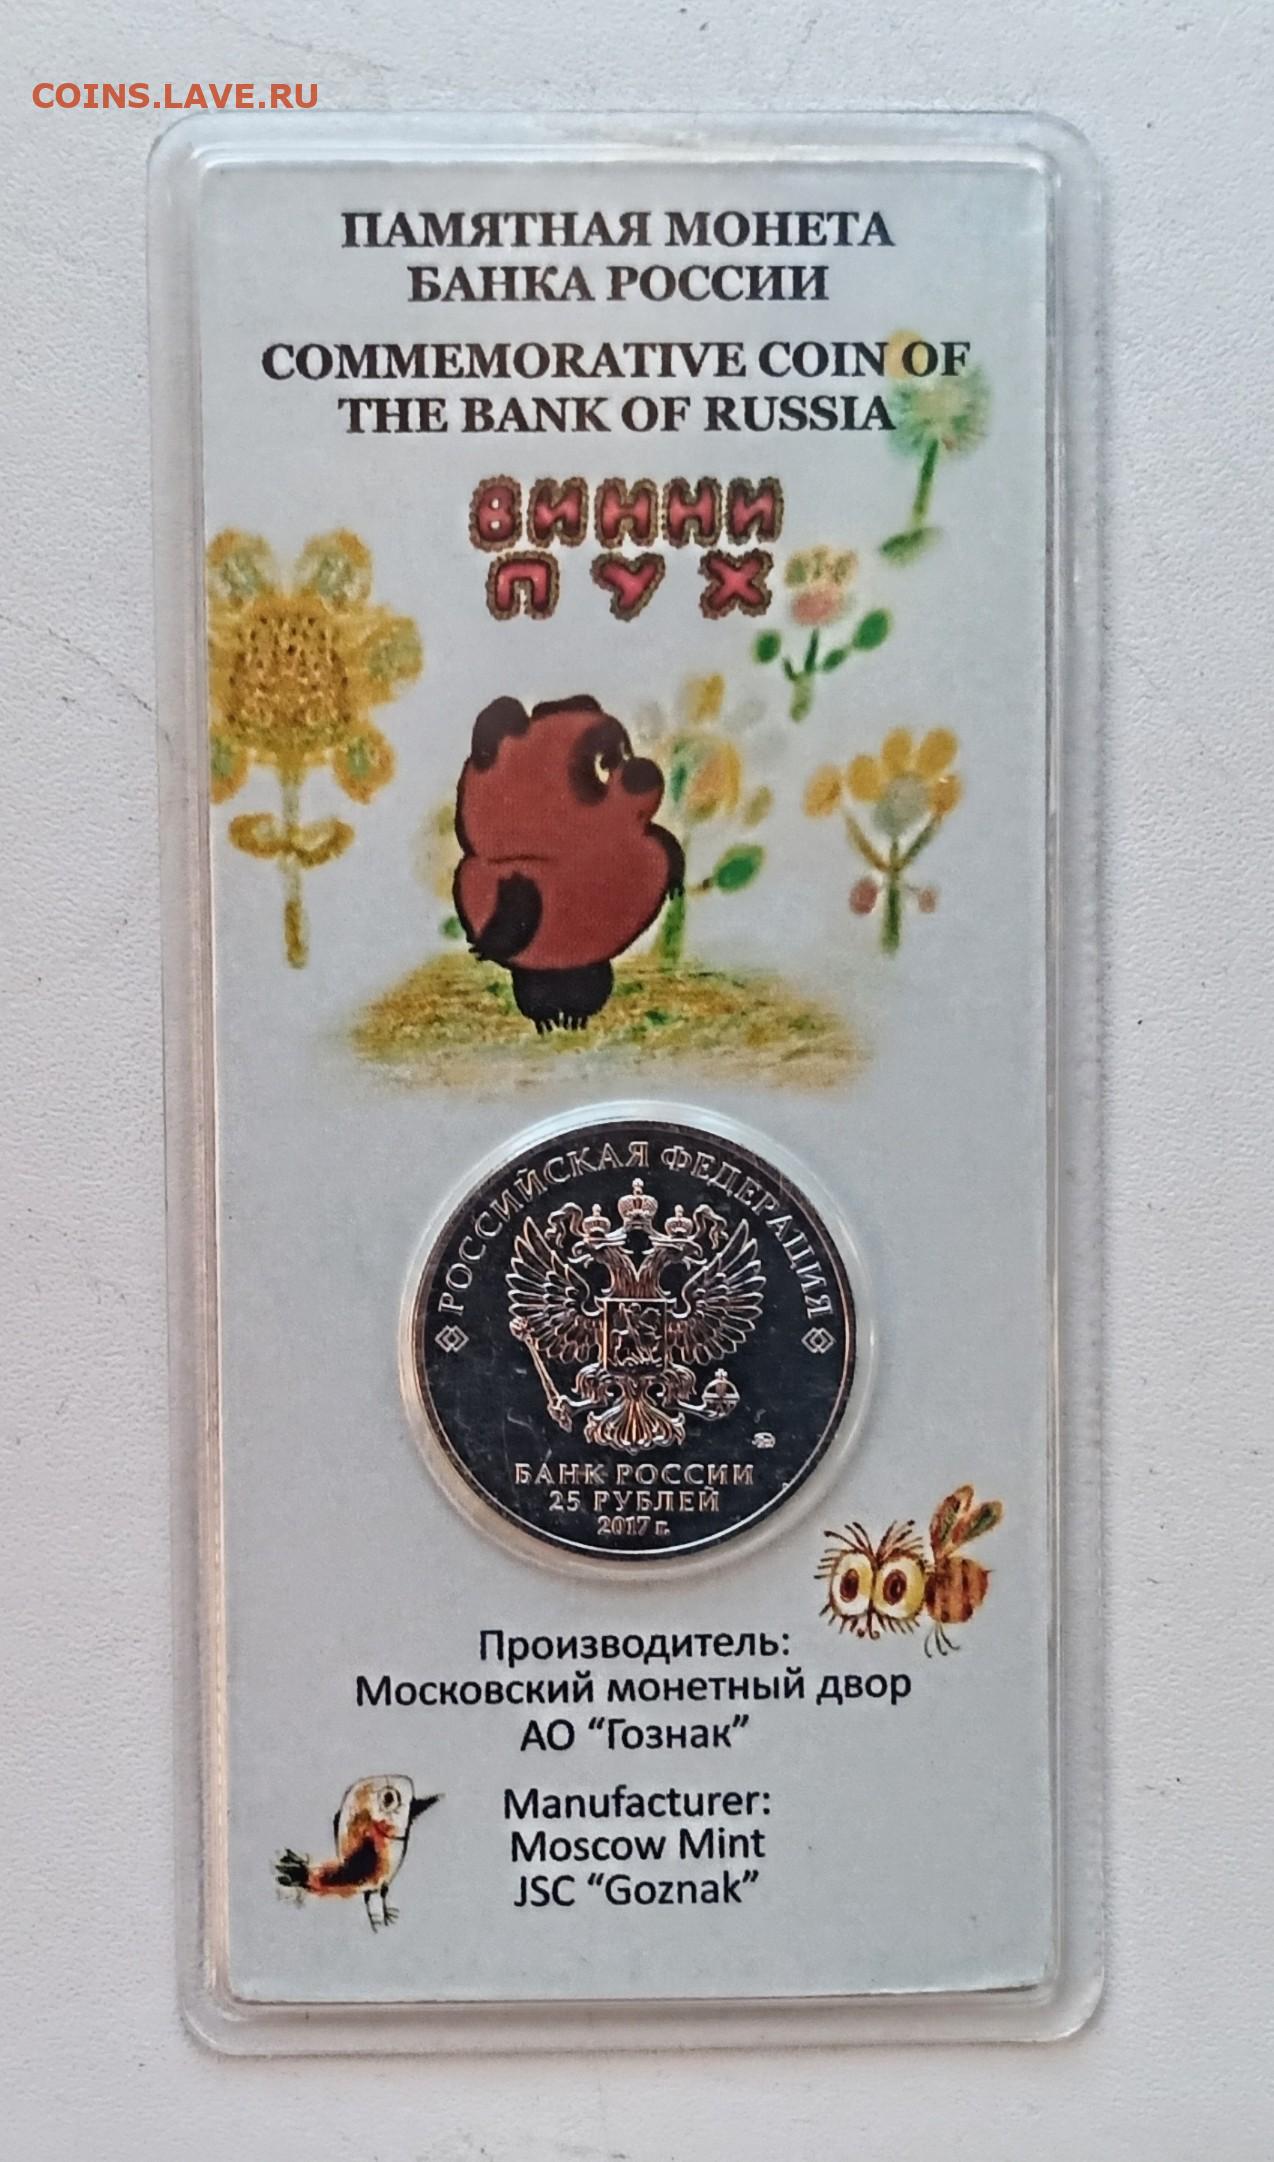 COINS.LAVE.RU
ПАМЯТНАЯ МОНЕТА
БАНКА РОССИИ
COMMEMORATIVE COIN OF
THE BANK OF RUSSIA
ВИННИ
ПУХ
РОССИЙСКАЯ ФЕДЕРАЦИЯ
БАНК РОССИИ
25 РУБЛЕЙ
2017 г.
Производитель:
Московский монетный двор
АО “Гознак”
Manufacturer:
Moscow Mint
JSC “Goznak”